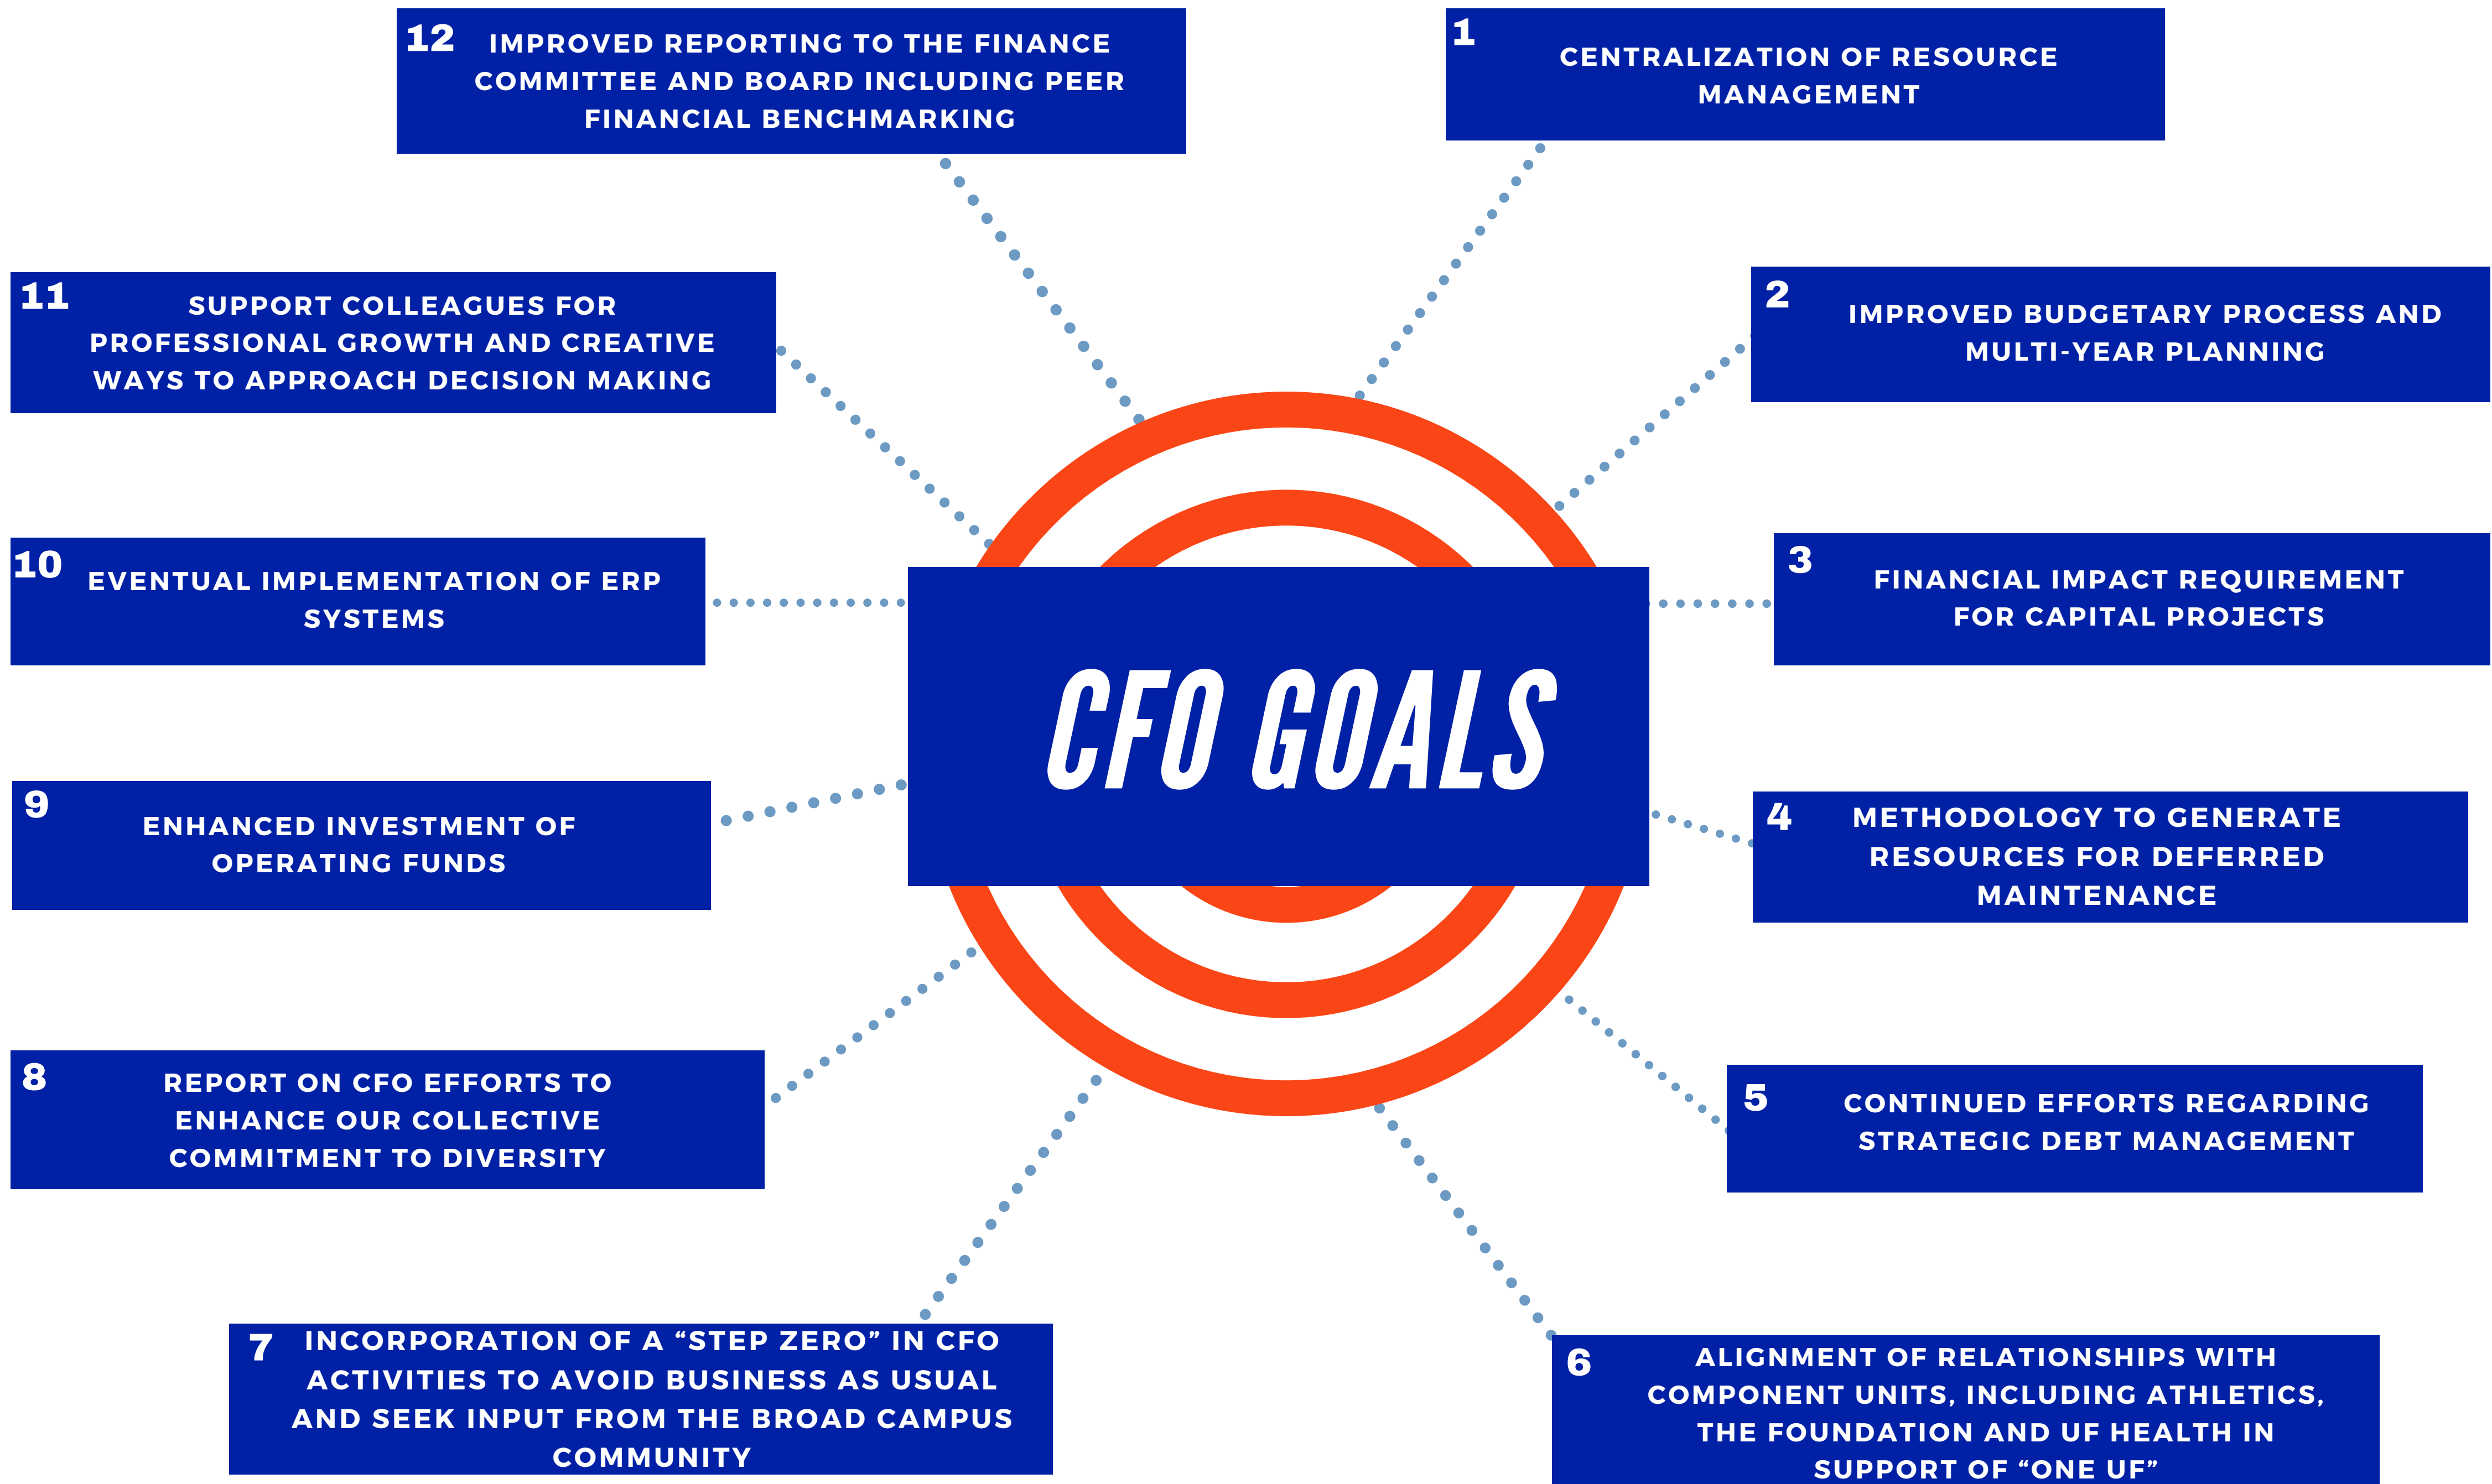 CFO GOALS
1
CENTRALIZATION OF RESOURCE
MANAGEMENT
2
IMPROVED BUDGETARY PROCESS AND
MULTI-YEAR PLANNING
3
FINANCIAL IMPACT REQUIREMENT
FOR CAPITAL PROJECTS
4
METHODOLOGY TO GENERATE
RESOURCES FOR DEFERRED
MAINTENANCE
5
CONTINUED EFFORTS REGARDING
STRATEGIC DEBT MANAGEMENT
6
ALIGNMENT OF RELATIONSHIPS WITH
COMPONENT UNITS, INCLUDING ATHLETICS,
THE FOUNDATION AND UF HEALTH IN
SUPPORT OF “ONE UF”
7
INCORPORATION OF A “STEP ZERO” IN CFO
ACTIVITIES TO AVOID BUSINESS AS USUAL
AND SEEK INPUT FROM THE BROAD CAMPUS
COMMUNITY
8
REPORT ON CFO EFFORTS TO
ENHANCE OUR COLLECTIVE
COMMITMENT TO DIVERSITY
9
ENHANCED INVESTMENT OF
OPERATING FUNDS
10
EVENTUAL IMPLEMENTATION OF ERP
SYSTEMS
11
SUPPORT COLLEAGUES FOR
PROFESSIONAL GROWTH AND CREATIVE
WAYS TO APPROACH DECISION MAKING
12
IMPROVED REPORTING TO THE FINANCE
COMMITTEE AND BOARD INCLUDING PEER
FINANCIAL BENCHMARKING